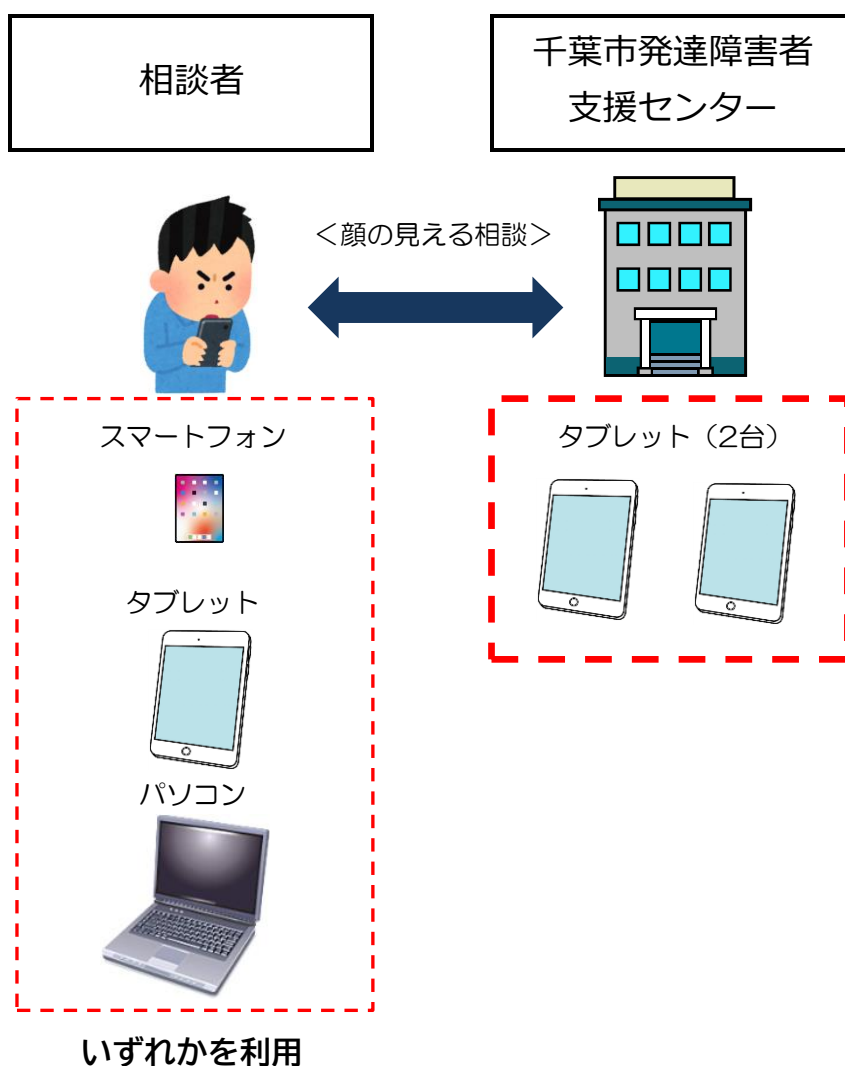 相談者
千葉市発達障害者
支援センター
＜顔の見える相談＞
スマートフォン
タブレット
パソコン
いずれかを利用
タブレット（2台）